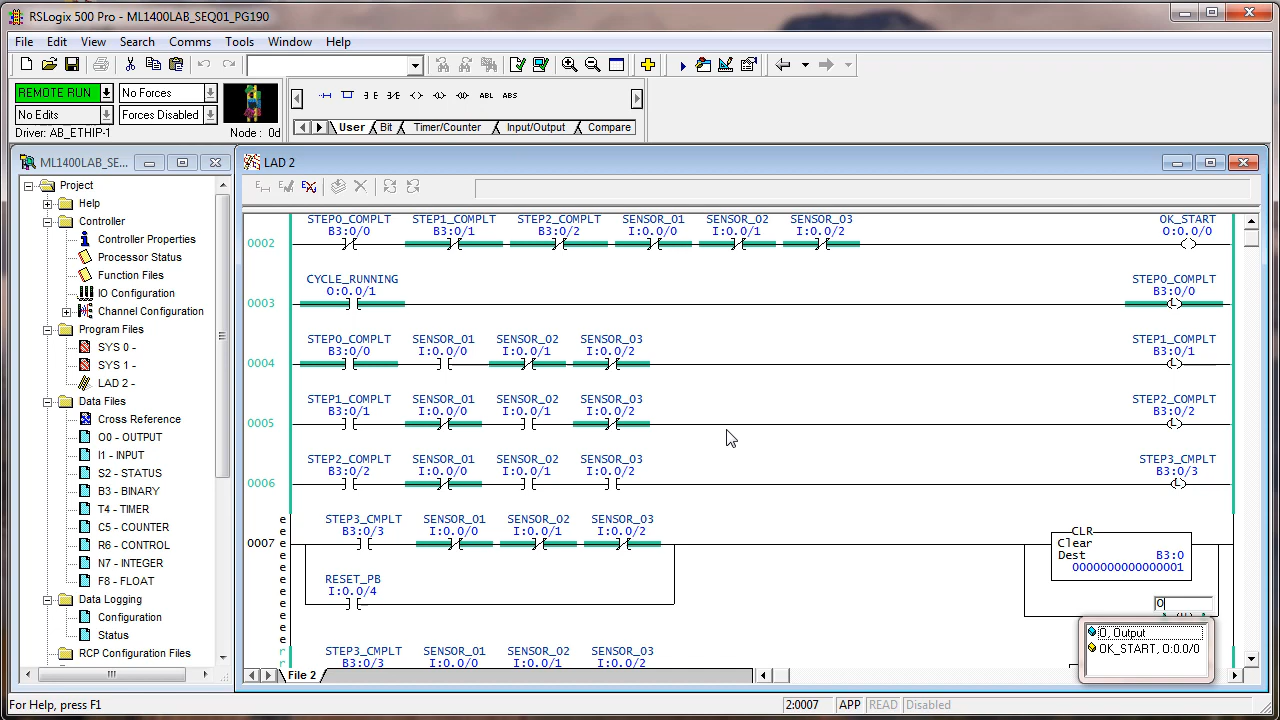 RSLogix 500 Pro - ML1400LAB_SEQ01_PG190
File Edit View Search Comms Tools Window Help
REMOTE RUN No Forces
No Edits Forces Disabled
Driver: AB_ETHIP-1 Node : 0d
ABL ABS
User Bit Timer/Counter Input/Output Compare
ML1400LAB_SE...
Project
Help
Controller
Controller Properties
Processor Status
Function Files
IO Configuration
Channel Configuration
Program Files
SYS 0 -
SYS 1 -
LAD 2 -
Data Files
Cross Reference
O0 - OUTPUT
I1 - INPUT
S2 - STATUS
B3 - BINARY
T4 - TIMER
C5 - COUNTER
R6 - CONTROL
N7 - INTEGER
F8 - FLOAT
Data Logging
Configuration
Status
RCP Configuration Files
LAD 2
STEP0_COMPLT STEP1_COMPLT STEP2_COMPLT SENSOR_01 SENSOR_02 SENSOR_03 OK_START
B3:0/0 B3:0/1 B3:0/2 I:0.0/0 I:0.0/1 I:0.0/2 O:0.0/0
0002
CYCLE_RUNNING STEP0_COMPLT
O:0.0/1 B3:0/0
0003 L
STEP0_COMPLT SENSOR_01 SENSOR_02 SENSOR_03 STEP1_COMPLT
B3:0/0 I:0.0/0 I:0.0/1 I:0.0/2 B3:0/1
0004 L
STEP1_COMPLT SENSOR_01 SENSOR_02 SENSOR_03 STEP2_COMPLT
B3:0/1 I:0.0/0 I:0.0/1 I:0.0/2 B3:0/2
0005 L
STEP2_COMPLT SENSOR_01 SENSOR_02 SENSOR_03 STEP3_CMPLT
B3:0/2 I:0.0/0 I:0.0/1 I:0.0/2 B3:0/3
0006 L
e STEP3_CMPLT SENSOR_01 SENSOR_02 SENSOR_03 CLR
e B3:0/3 I:0.0/0 I:0.0/1 I:0.0/2 Clear
0007 e
e Dest B3:0
e 0000000000000001
e RESET_PB
e I:0.0/4
e O
e
e
e
O, Output
OK_START, O:0.0/0
r STEP3_CMPLT SENSOR_01 SENSOR_02 SENSOR_03
r B3:0/3 I:0.0/0 I:0.0/1 I:0.0/2
File 2
For Help, press F1 2:0007 APP READ Disabled